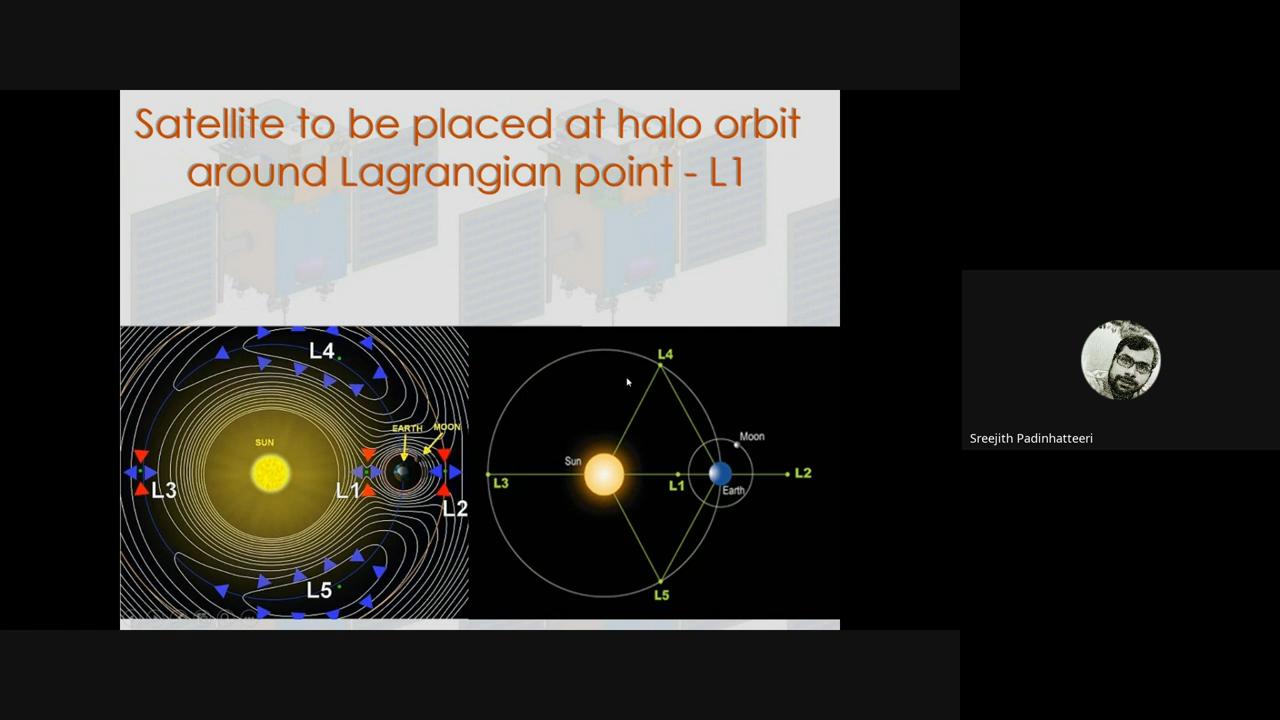 Satellite to be placed at halo orbit
around Lagrangian point - L1
L4
EARTH
MOON
SUN
L3
L1
L2
L5
L4
Moon
Sun
L3
L1
L2
Earth
L5
Sreejith Padinhatteeri